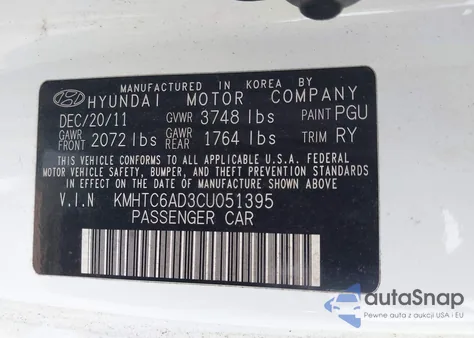 MANUFACTURED IN KOREA BY
HYUNDAI MOTOR COMPANY
DEC/20/11 GVWR 3748 lbs PAINT PGU
GAWR FRONT 2072 lbs GAWR REAR 1764 lbs TRIM RY
THIS VEHICLE CONFORMS TO ALL APPLICABLE U.S.A. FEDERAL
MOTOR VEHICLE SAFETY, BUMPER, AND THEFT PREVENTION STANDARDS
IN EFFECT ON THE DATE OF MANUFACTURE SHOWN ABOVE.
V.I.N KMHTC6AD3CU051395
PASSENGER CAR
autoSnap
Pewne auta z aukcji USA i EU